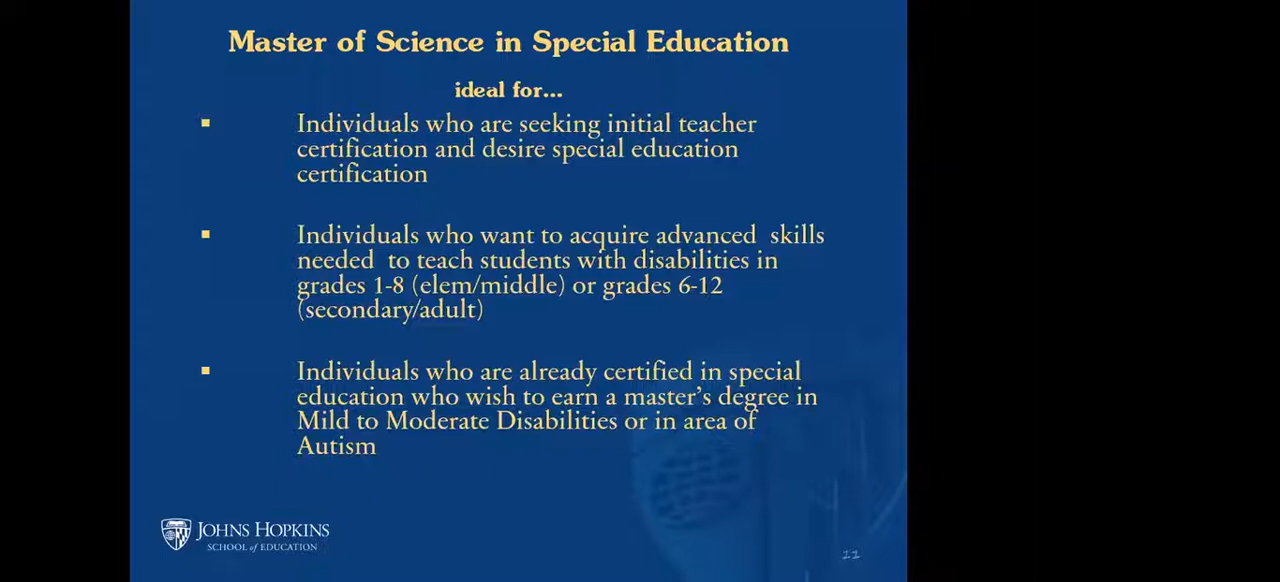 Master of Science in Special Education
ideal for...
▪ Individuals who are seeking initial teacher
certification and desire special education
certification
▪ Individuals who want to acquire advanced  skills
needed  to teach students with disabilities in
grades 1-8 (elem/middle) or grades 6-12
(secondary/adult)
▪ Individuals who are already certified in special
education who wish to earn a master’s degree in
Mild to Moderate Disabilities or in area of
Autism
JOHNS HOPKINS
SCHOOL of EDUCATION
11